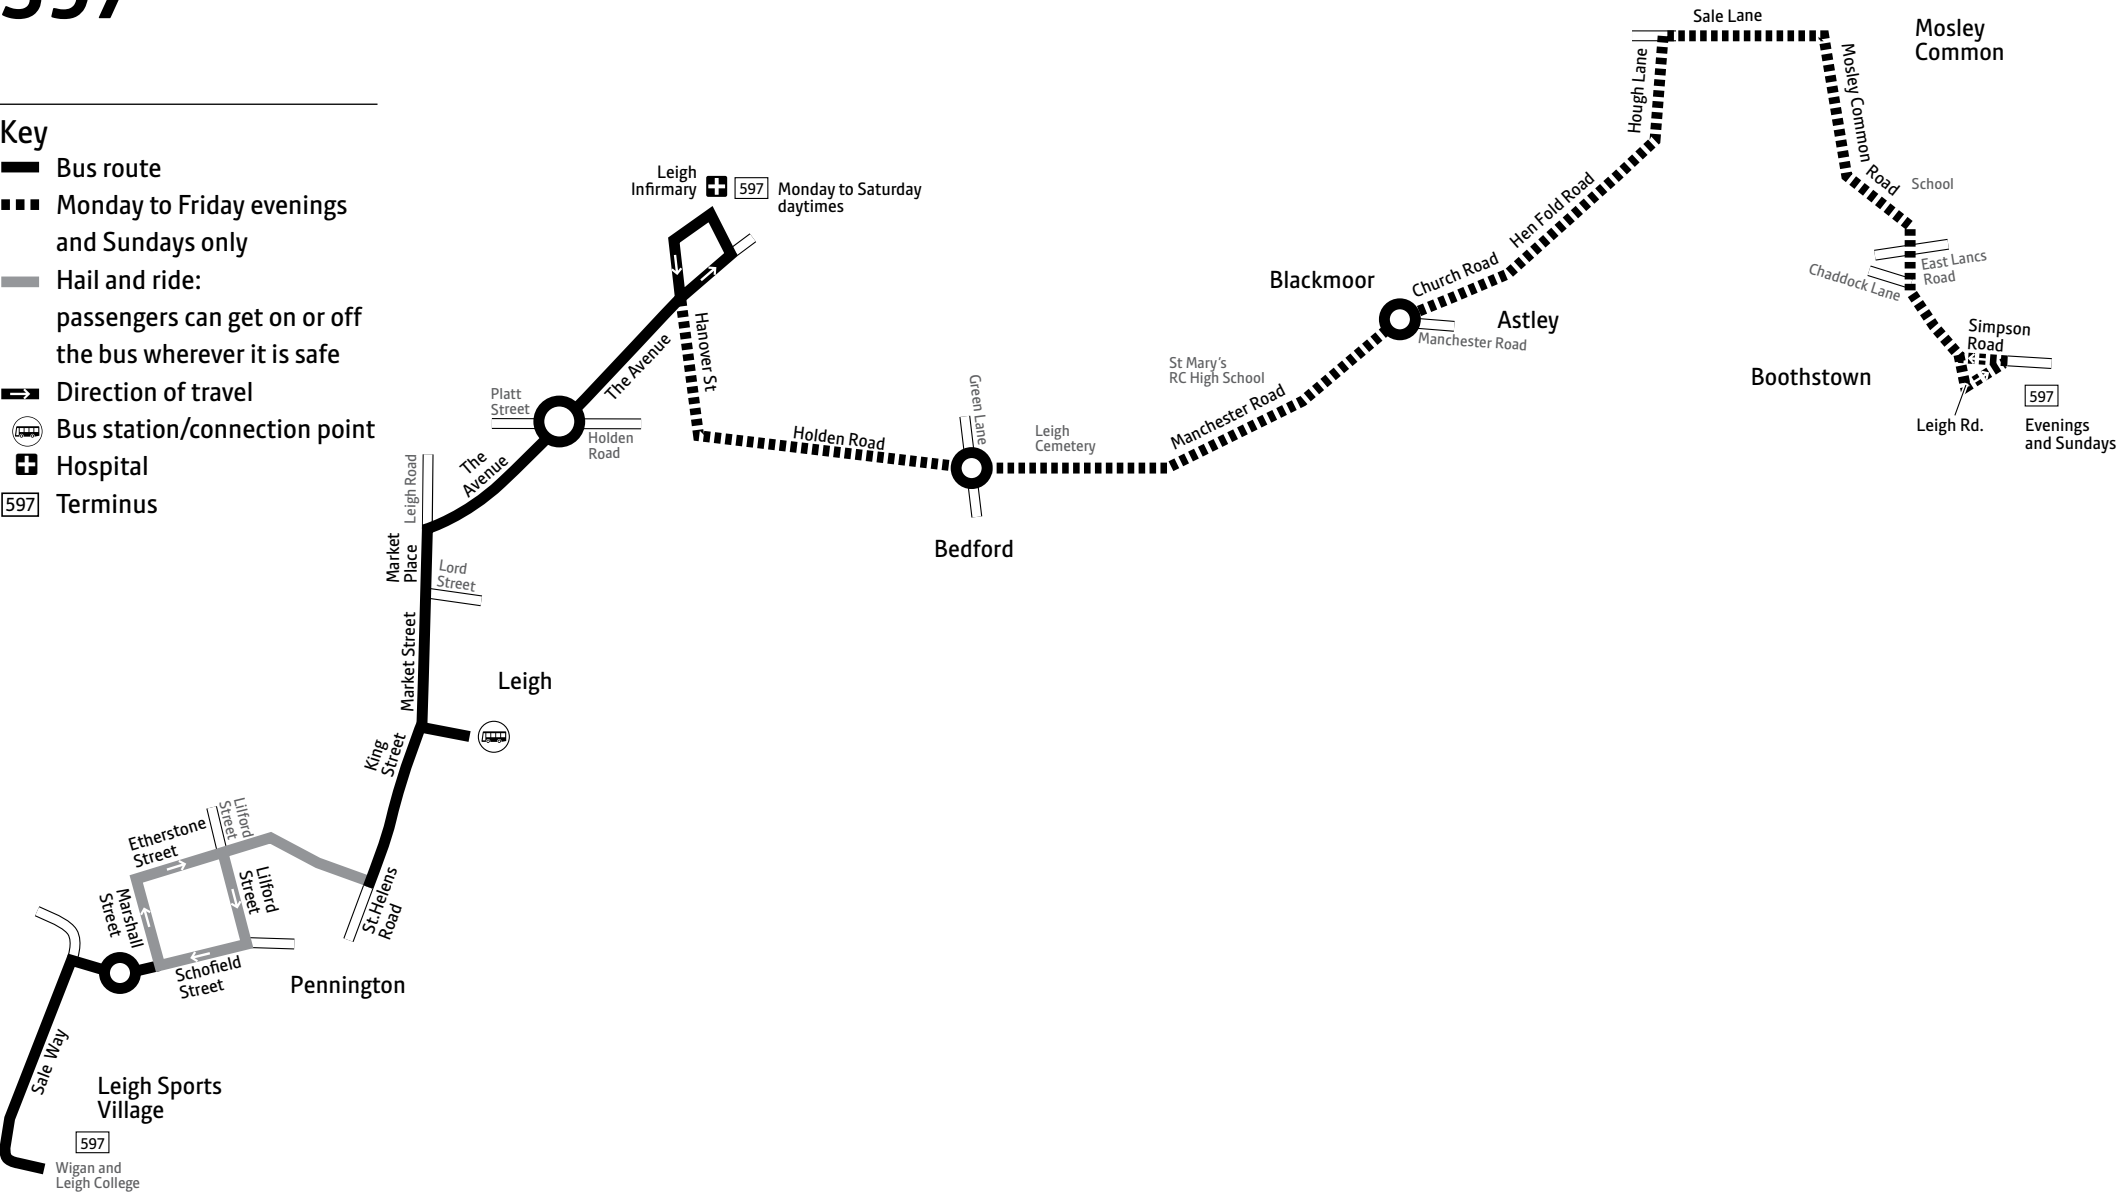 597
Key
Bus route
Monday to Friday evenings
and Sundays only
Hail and ride:
passengers can get on or off
the bus wherever it is safe
Direction of travel
Bus station/connection point
Hospital
597 Terminus
Leigh
Infirmary
597
Monday to Saturday
daytimes
Sale Lane
Mosley
Common
Hough Lane
Mosley Common Road
School
Hen Fold Road
Church Road
Blackmoor
Astley
Manchester Road
East Lancs
Road
Chaddock Lane
Simpson
Road
Boothstown
597
Leigh Rd.
Evenings
and Sundays
St Mary's
RC High School
Manchester Road
Green Lane
Leigh
Cemetery
Holden Road
Hanover St
Bedford
The Avenue
Platt
Street
Holden
Road
The
Avenue
Leigh Road
Market
Place
Lord
Street
Market Street
Leigh
King
Street
Lilford
Street
Etherstone
Street
Lilford
Street
Marshall
Street
St.Helens
Road
Schofield
Street
Pennington
Sale Way
Leigh Sports
Village
597
Wigan and
Leigh College